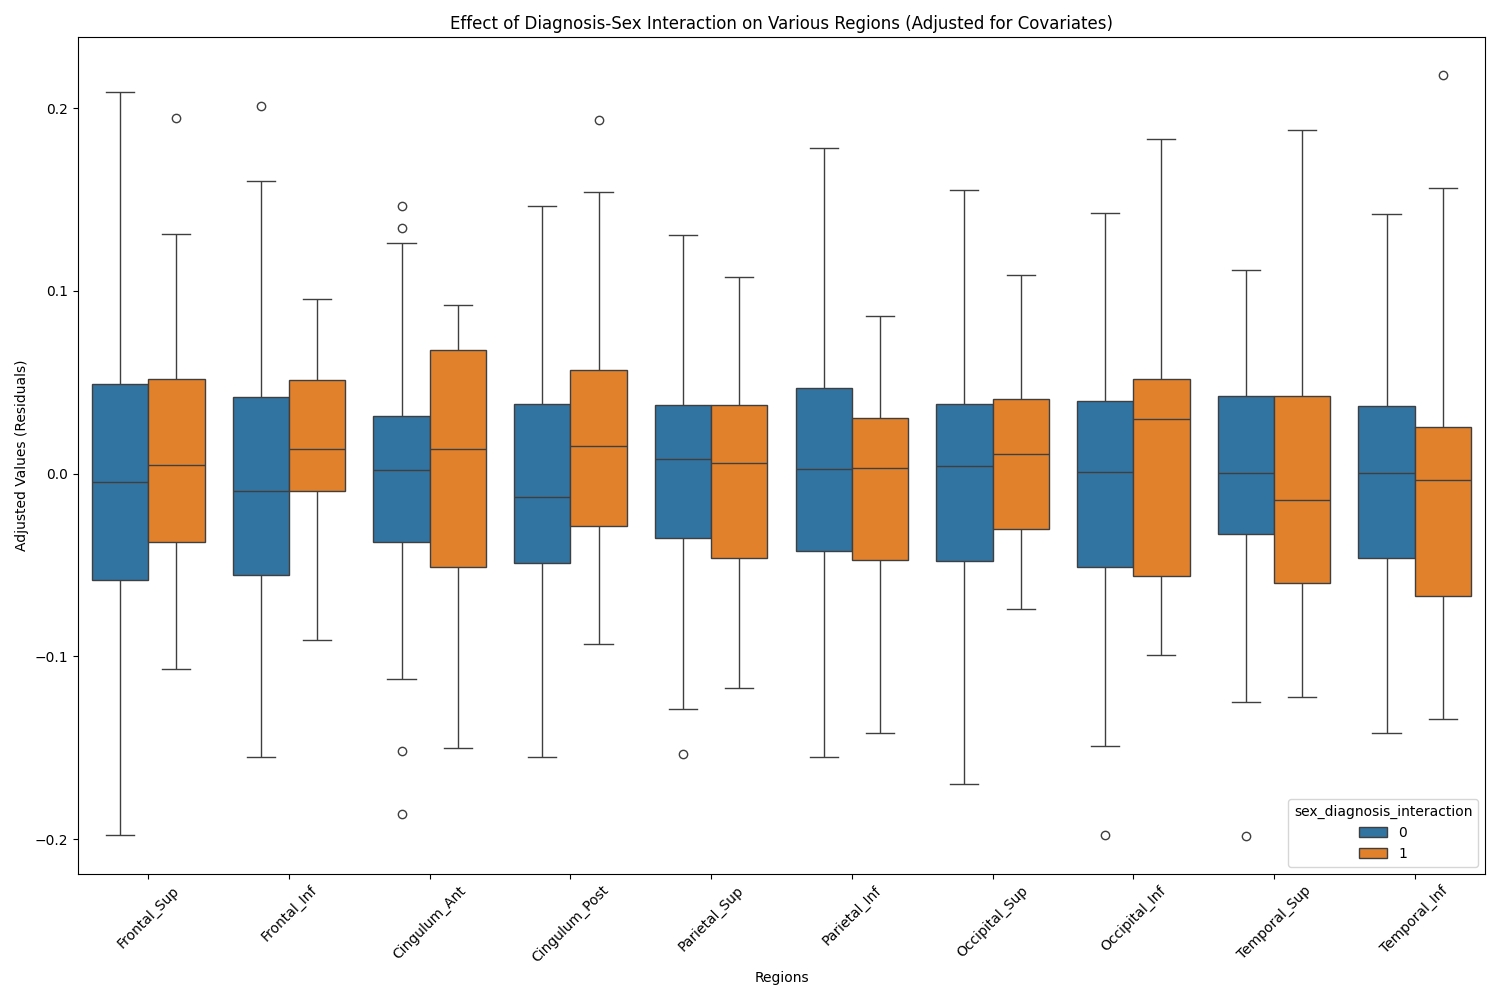 Effect of Diagnosis-Sex Interaction on Various Regions (Adjusted for Covariates)
Adjusted Values (Residuals)
0.2
0.1
0.0
−0.1
−0.2
sex_diagnosis_interaction
0
1
Frontal_Sup
Frontal_Inf
Cingulum_Ant
Cingulum_Post
Parietal_Sup
Parietal_Inf
Occipital_Sup
Occipital_Inf
Temporal_Sup
Temporal_Inf
Regions